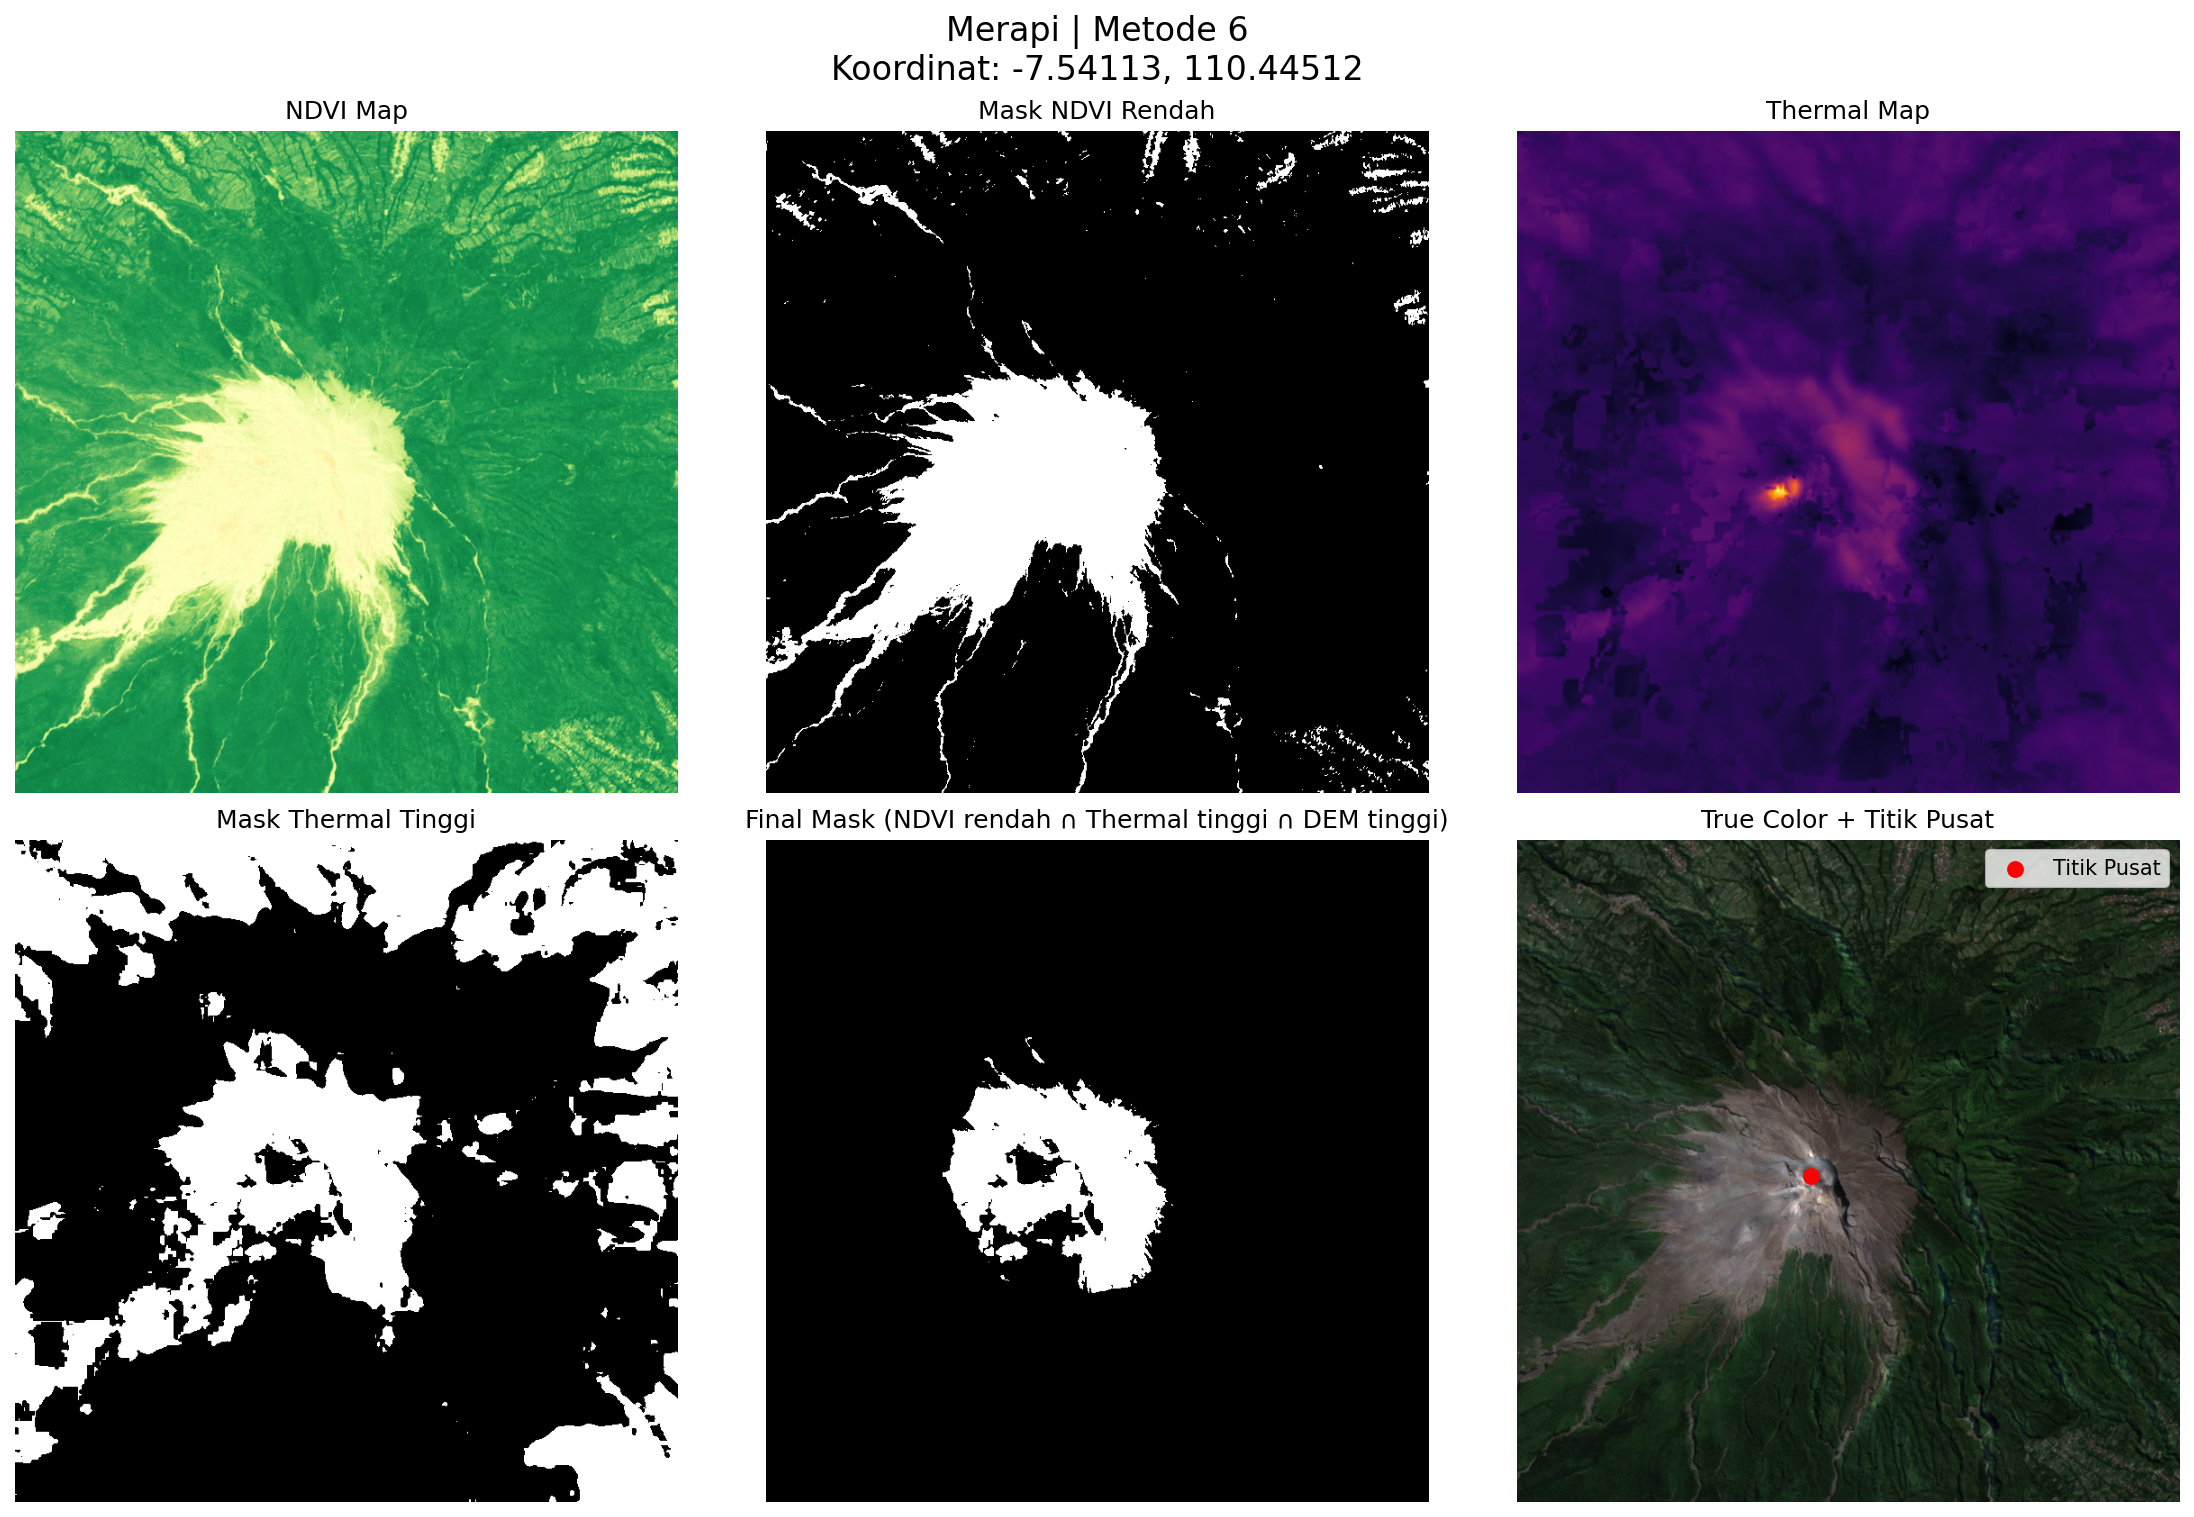 Merapi | Metode 6
Koordinat: -7.54113, 110.44512
NDVI Map
Mask NDVI Rendah
Thermal Map
Mask Thermal Tinggi
Final Mask (NDVI rendah ∩ Thermal tinggi ∩ DEM tinggi)
True Color + Titik Pusat
Titik Pusat